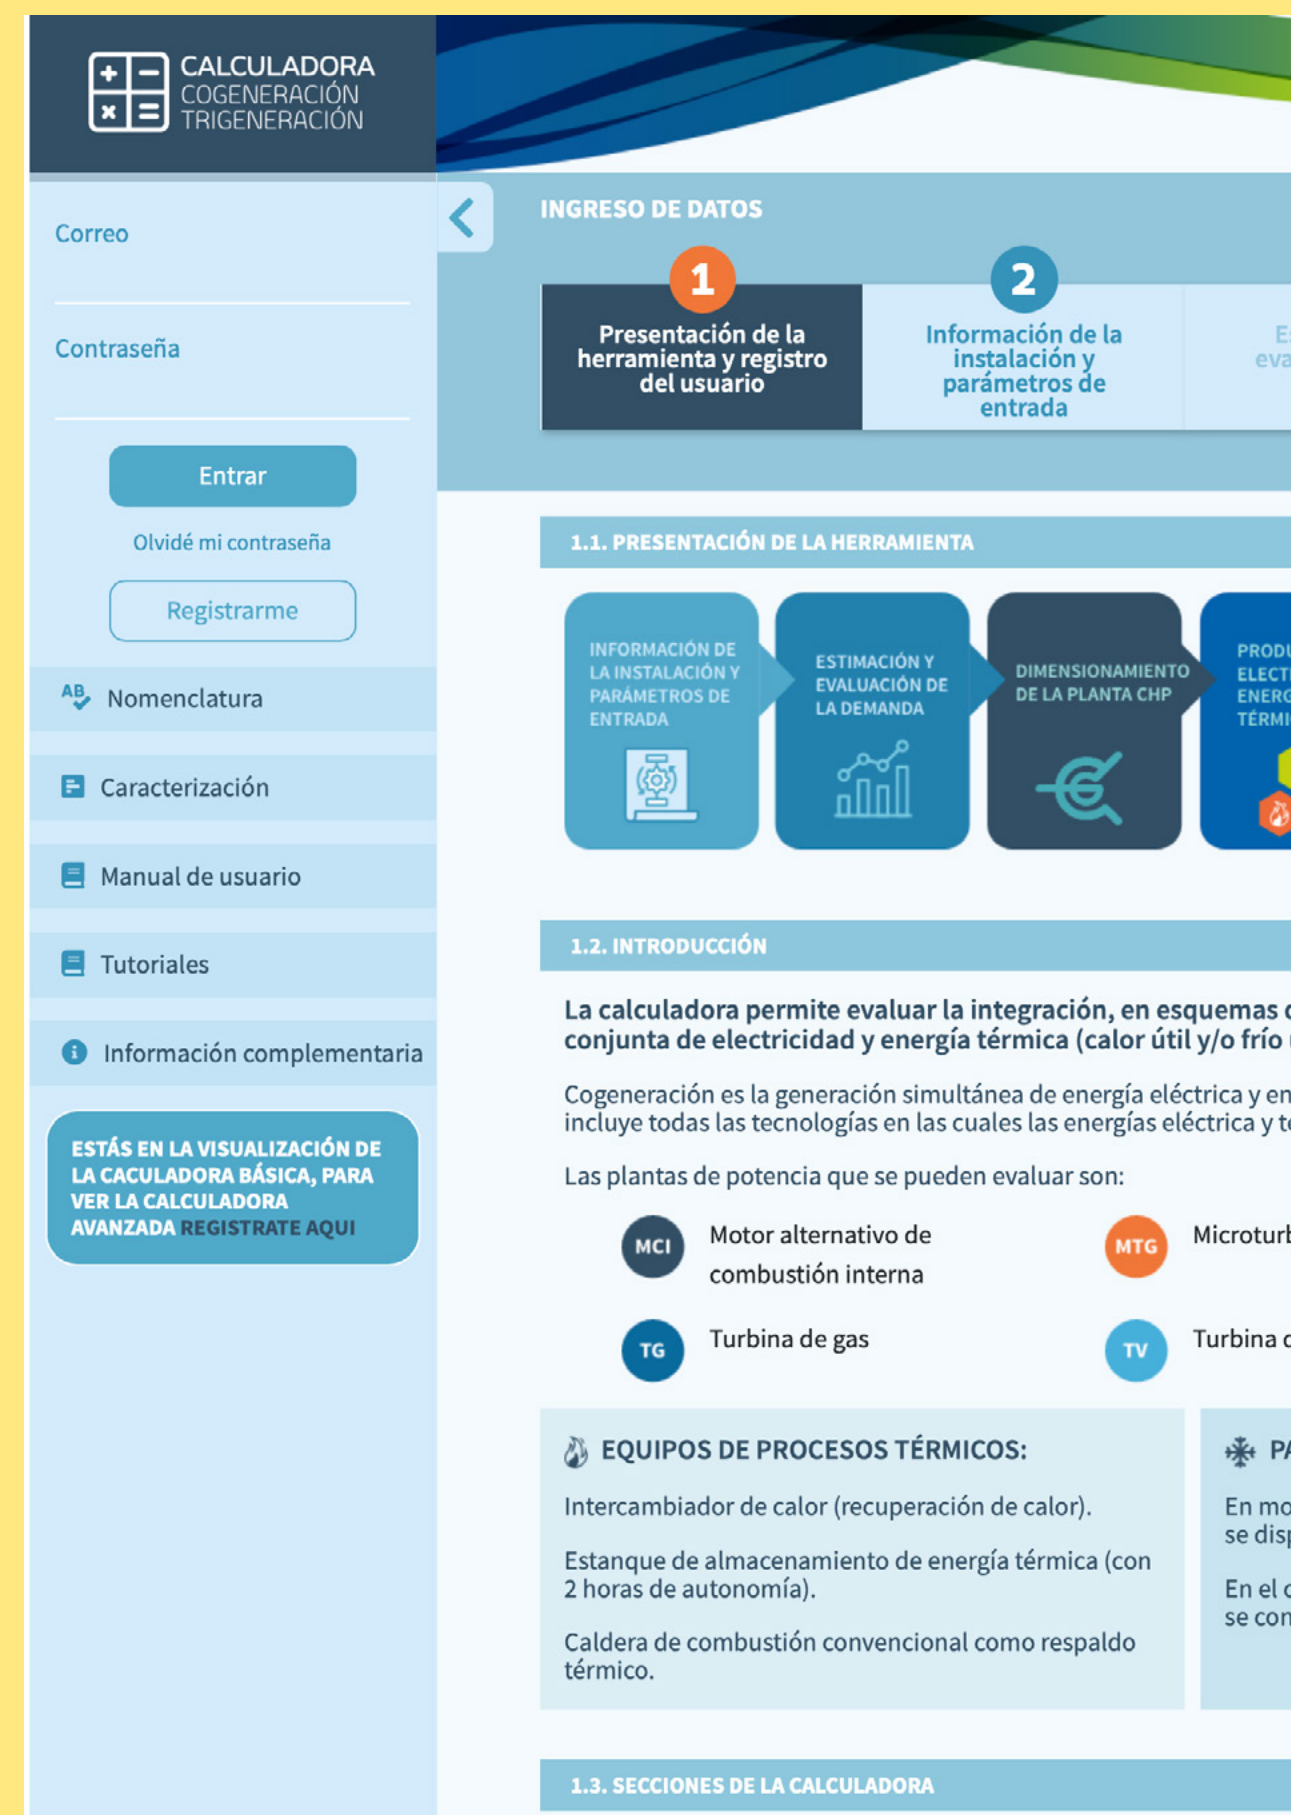 CALCULADORA
COGENERACIÓN
TRIGENERACIÓN
Correo
Contraseña
Entrar
Olvidé mi contraseña
Registrarme
Nomenclatura
Caracterización
Manual de usuario
Tutoriales
Información complementaria
ESTÁS EN LA VISUALIZACIÓN DE
LA CACULADORA BÁSICA, PARA
VER LA CALCULADORA
AVANZADA REGISTRATE AQUI
INGRESO DE DATOS
1
Presentación de la
herramienta y registro
del usuario
2
Información de la
instalación y
parámetros de
entrada
1.1. PRESENTACIÓN DE LA HERRAMIENTA
INFORMACIÓN DE
LA INSTALACIÓN Y
PARÁMETROS DE
ENTRADA
ESTIMACIÓN Y
EVALUACIÓN DE
LA DEMANDA
DIMENSIONAMIENTO
DE LA PLANTA CHP
1.2. INTRODUCCIÓN
La calculadora permite evaluar la integración, en esquemas
conjunta de electricidad y energía térmica (calor útil y/o frío
Cogeneración es la generación simultánea de energía eléctrica y
incluye todas las tecnologías en las cuales las energías eléctrica y
Las plantas de potencia que se pueden evaluar son:
MCI
Motor alternativo de
combustión interna
MTG
TG
Turbina de gas
TV
Turbina
EQUIPOS DE PROCESOS TÉRMICOS:
Intercambiador de calor (recuperación de calor).
Estanque de almacenamiento de energía térmica (con
2 horas de autonomía).
Caldera de combustión convencional como respaldo
térmico.
En
se
En el
se
1.3. SECCIONES DE LA CALCULADORA